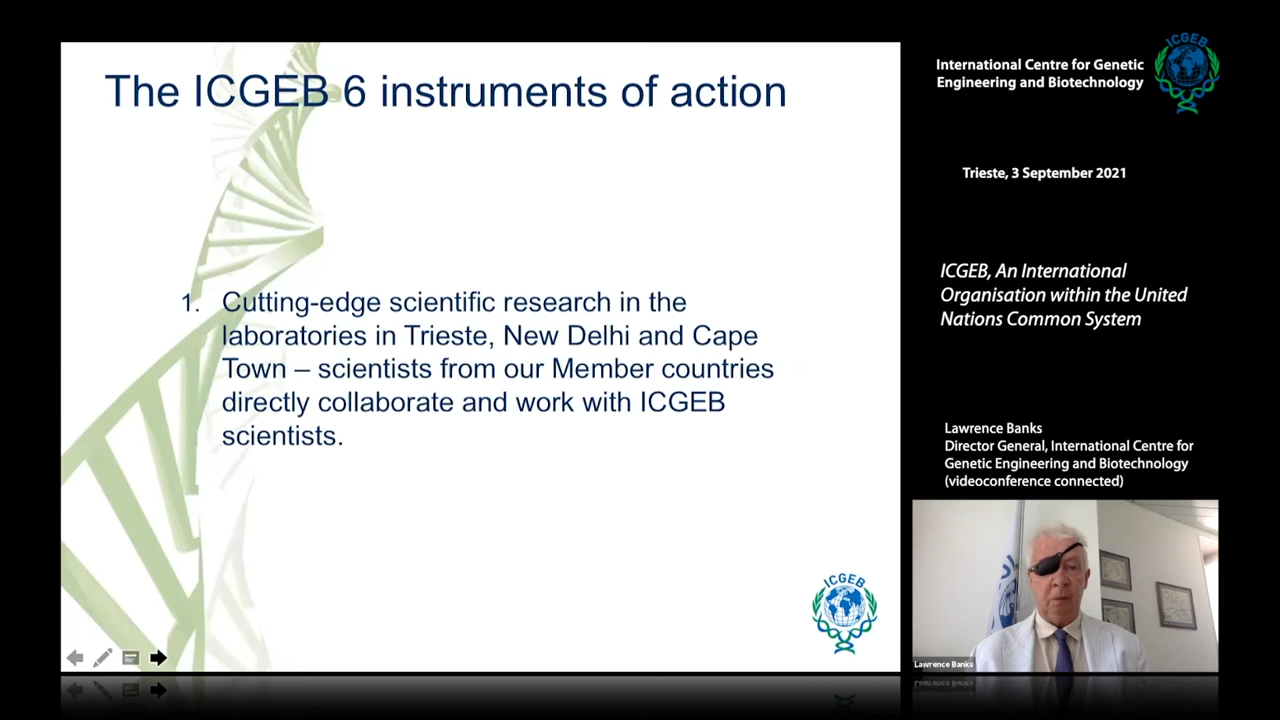 The ICGEB 6 instruments of action
1. Cutting-edge scientific research in the
laboratories in Trieste, New Delhi and Cape
Town – scientists from our Member countries
directly collaborate and work with ICGEB
scientists.
ICGEB
International Centre for Genetic
Engineering and Biotechnology
ICGEB
Trieste, 3 September 2021
ICGEB, An International
Organisation within the United
Nations Common System
Lawrence Banks
Director General, International Centre for
Genetic Engineering and Biotechnology
(videoconference connected)
Lawrence Banks